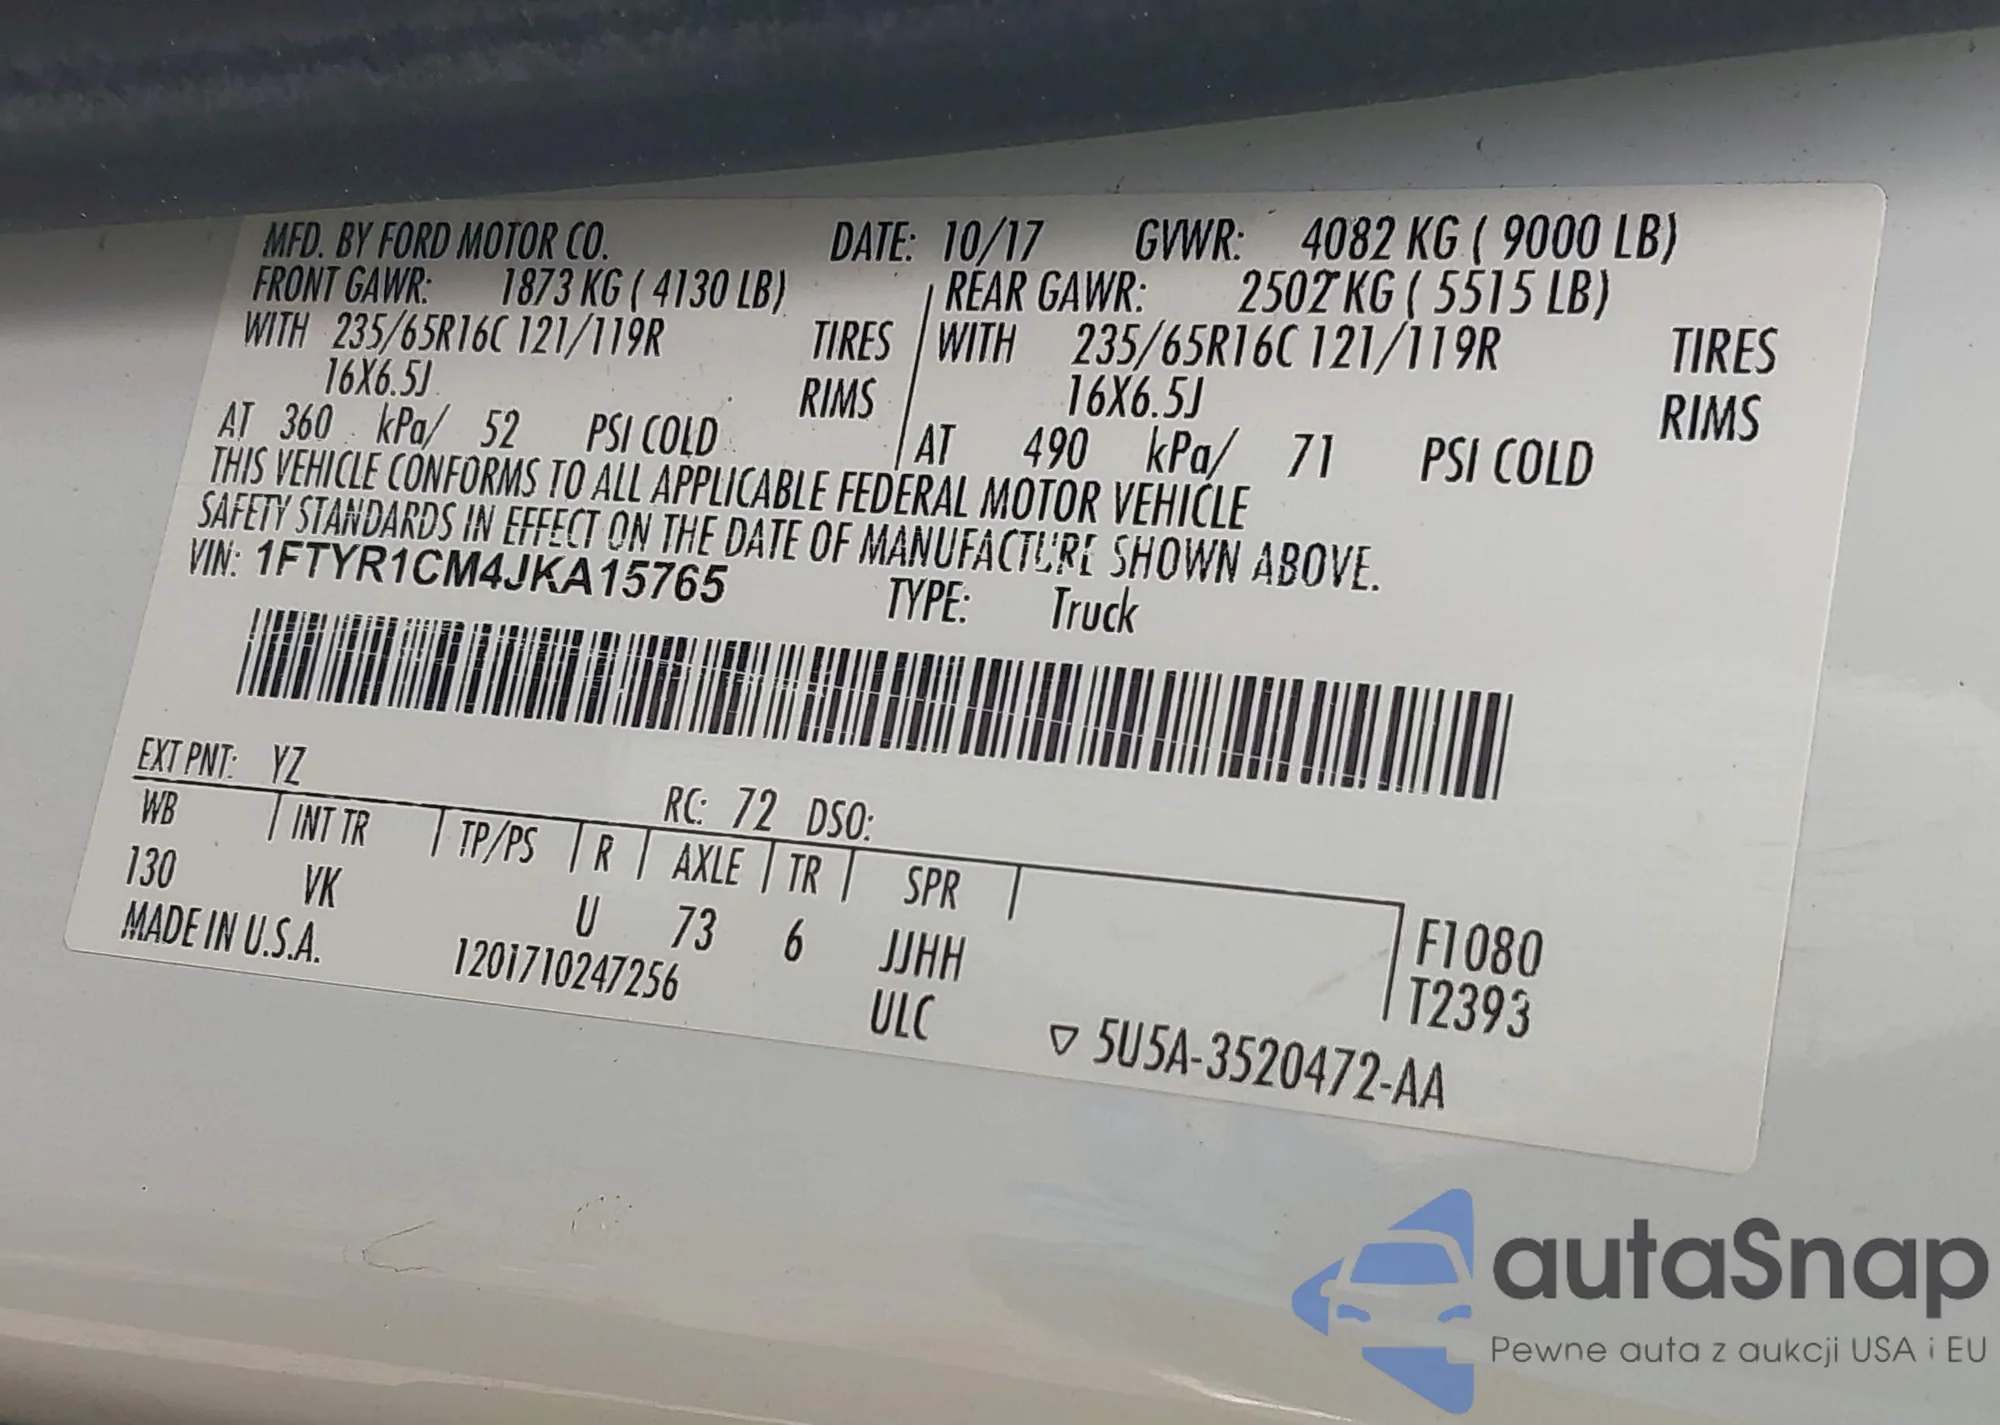 MFD. BY FORD MOTOR CO. DATE: 10/17 GVWR: 4082 KG ( 9000 LB)
FRONT GAWR: 1873 KG ( 4130 LB) REAR GAWR: 2502 KG ( 5515 LB)
WITH 235/65R16C 121/119R TIRES WITH 235/65R16C 121/119R TIRES
16X6.5J RIMS 16X6.5J RIMS
AT 360 kPa/ 52 PSI COLD AT 490 kPa/ 71 PSI COLD
THIS VEHICLE CONFORMS TO ALL APPLICABLE FEDERAL MOTOR VEHICLE
SAFETY STANDARDS IN EFFECT ON THE DATE OF MANUFACTURE SHOWN ABOVE.
VIN: 1FTYR1CM4JKA15765 TYPE: Truck
EXT PNT: YZ RC: 72 DSO:
WB INT TR TP/PS R AXLE TR SPR
130 VK U 73 6 JJHH F1080
MADE IN U.S.A. 1201710247256 ULC T2393
▽ 5U5A-3520472-AA
autaSnap
Pewne auta z aukcji USA i EU